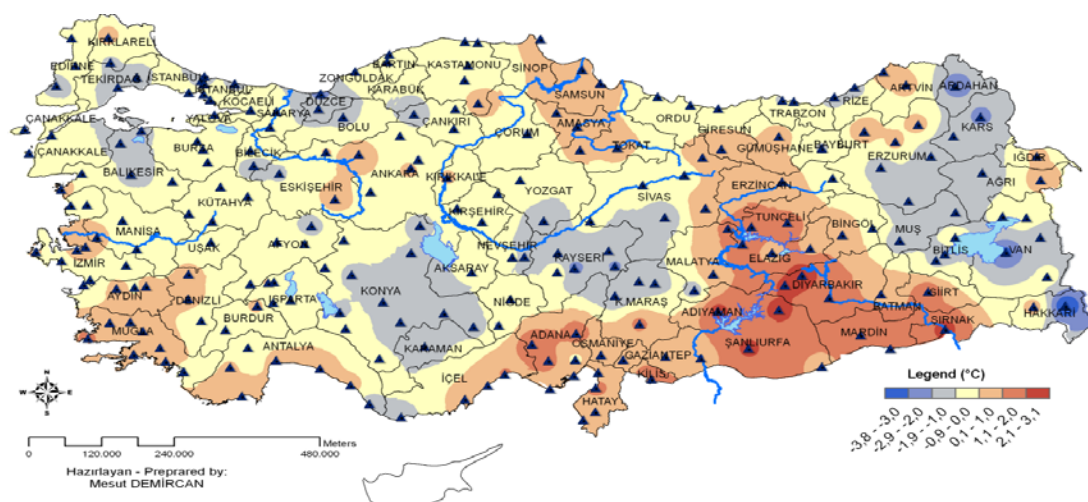 KIRKLARELİ
EDİRNE
TEKİRDAĞ
İSTANBUL
İSTANBUL
KOCAELİ
YALOVA
SAKARYA
DÜZCE
BOLU
ZONGULDAK
BARTIN
KARABÜK
KASTAMONU
SİNOP
SAMSUN
AMASYA
ÇANKIRI
ÇORUM
TOKAT
ORDU
GİRESUN
TRABZON
RİZE
ARTVİN
ARDAHAN
KARS
GÜMÜŞHANE
BAYBURT
ERZURUM
IĞDIR
AĞRI
ÇANAKKALE
ÇANAKKALE
BALIKESİR
BURSA
BİLECİK
ESKİŞEHİR
ANKARA
KIRIKKALE
YOZGAT
SİVAS
ERZİNCAN
TUNCELİ
BİNGÖL
MUŞ
BİTLİS
VAN
KÜTAHYA
MANİSA
UŞAK
AFYON
KIRŞEHİR
NEVŞEHİR
KAYSERİ
MALATYA
ELAZIĞ
DİYARBAKIR
BATMAN
SİİRT
ŞIRNAK
HAKKARİ
İZMİR
AYDIN
DENİZLİ
ISPARTA
KONYA
AKSARAY
NİĞDE
K.MARAŞ
ADIYAMAN
MARDİN
MUĞLA
BURDUR
ANTALYA
KARAMAN
İÇEL
ADANA
OSMANİYE
GAZİANTEP
ŞANLIURFA
KİLİS
HATAY
N
W E
S
Meters
0 120.000 240.000 480.000
Hazırlayan - Preprared by:
Mesut DEMİRCAN
Legend (°C)
-3,8 - -3,0
-2,9 - -2,0
-1,9 - -1,0
-0,9 - 0,0
0,1 - 1,0
1,1 - 2,0
2,1 - 3,1